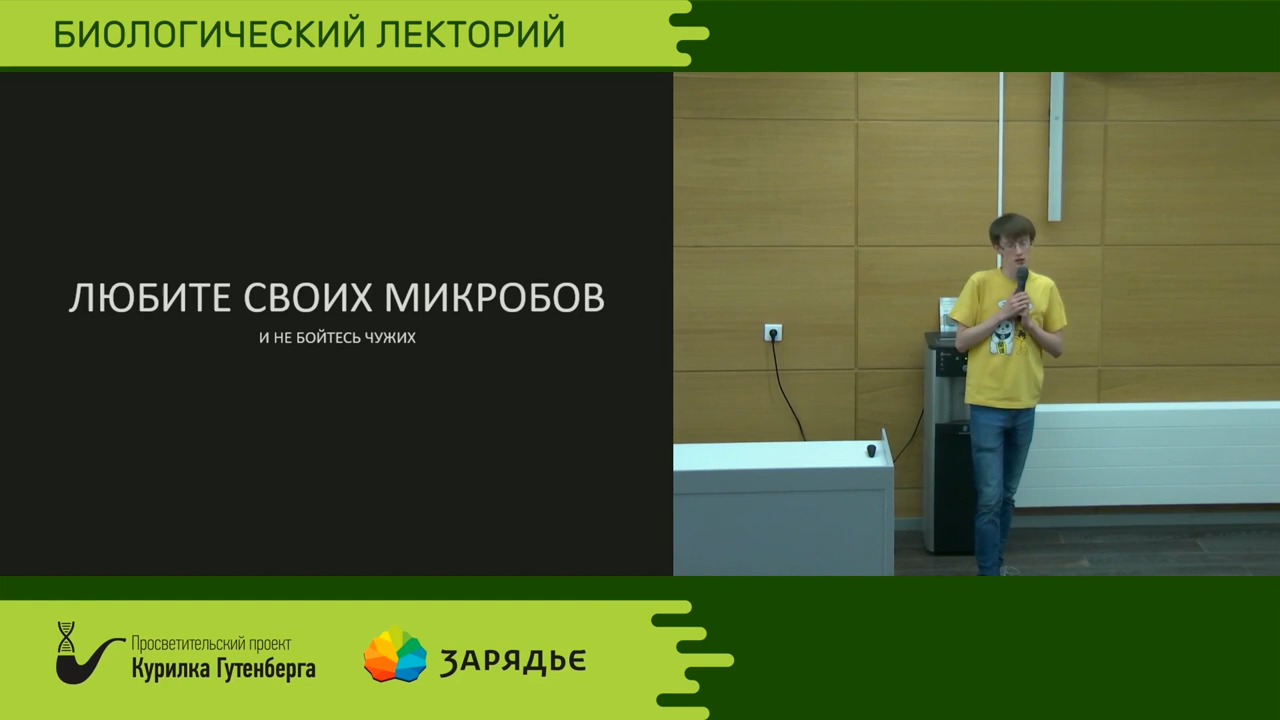 БИОЛОГИЧЕСКИЙ ЛЕКТОРИЙ
ЛЮБИТЕ СВОИХ МИКРОБОВ
И НЕ БОЙТЕСЬ ЧУЖИХ
Просветительский проект
Курилка Гутенберга
ЗАРЯДЬЕ